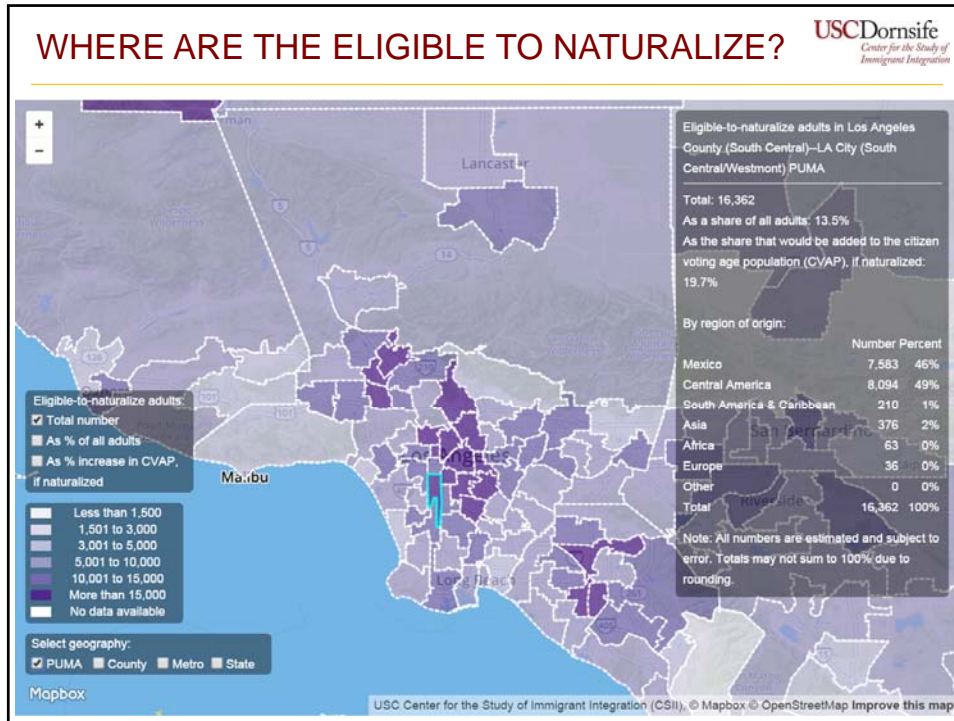 WHERE ARE THE ELIGIBLE TO NATURALIZE?
USCDornsife
Center for the Study of
Immigrant Integration
+
−
Lancaster
5
14
Eligible-to-naturalize adults in Los Angeles
County (South Central)--LA City (South
Central/Westmont) PUMA
Total: 16,362
As a share of all adults: 13.5%
As the share that would be added to the citizen
voting age population (CVAP), if naturalized:
19.7%
By region of origin:
Number Percent
Mexico 7,583 46%
Central America 8,094 49%
South America & Caribbean 210 1%
Asia 376 2%
Africa 63 0%
Europe 36 0%
Other 0 0%
Total 16,362 100%
Note: All numbers are estimated and subject to
error. Totals may not sum to 100% due to
rounding.
San Bernardino
Riverside
126
101
101
Los Angeles
Malibu
Long Beach
405
Eligible-to-naturalize adults:
Total number
As % of all adults
As % increase in CVAP,
if naturalized
Less than 1,500
1,501 to 3,000
3,001 to 5,000
5,001 to 10,000
10,001 to 15,000
More than 15,000
No data available
Select geography:
PUMA County Metro State
Mapbox
USC Center for the Study of Immigrant Integration (CSII), © Mapbox © OpenStreetMap Improve this map